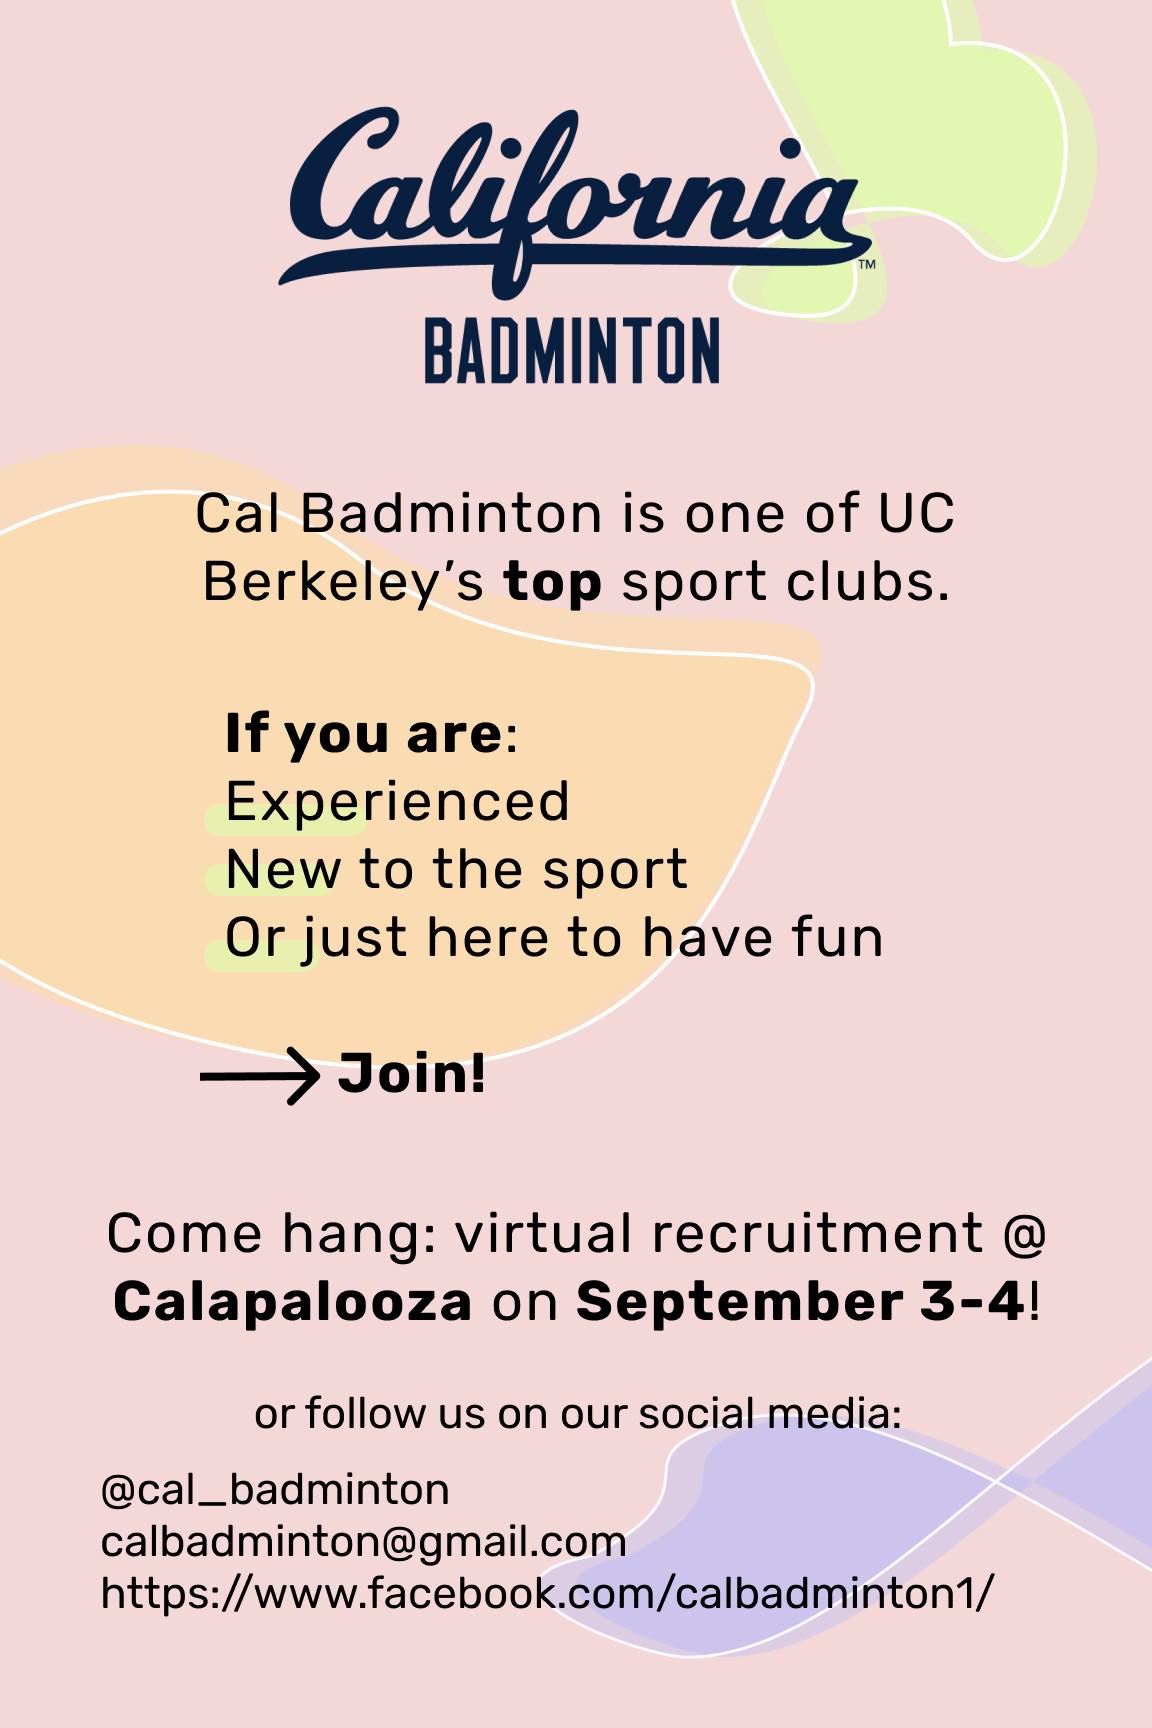 California
TM
BADMINTON
Cal Badminton is one of UC
Berkeley’s top sport clubs.
If you are:
Experienced
New to the sport
Or just here to have fun
Join!
Come hang: virtual recruitment @
Calapalooza on September 3-4!
or follow us on our social media:
@cal_badminton
calbadminton@gmail.com
https://www.facebook.com/calbadminton1/